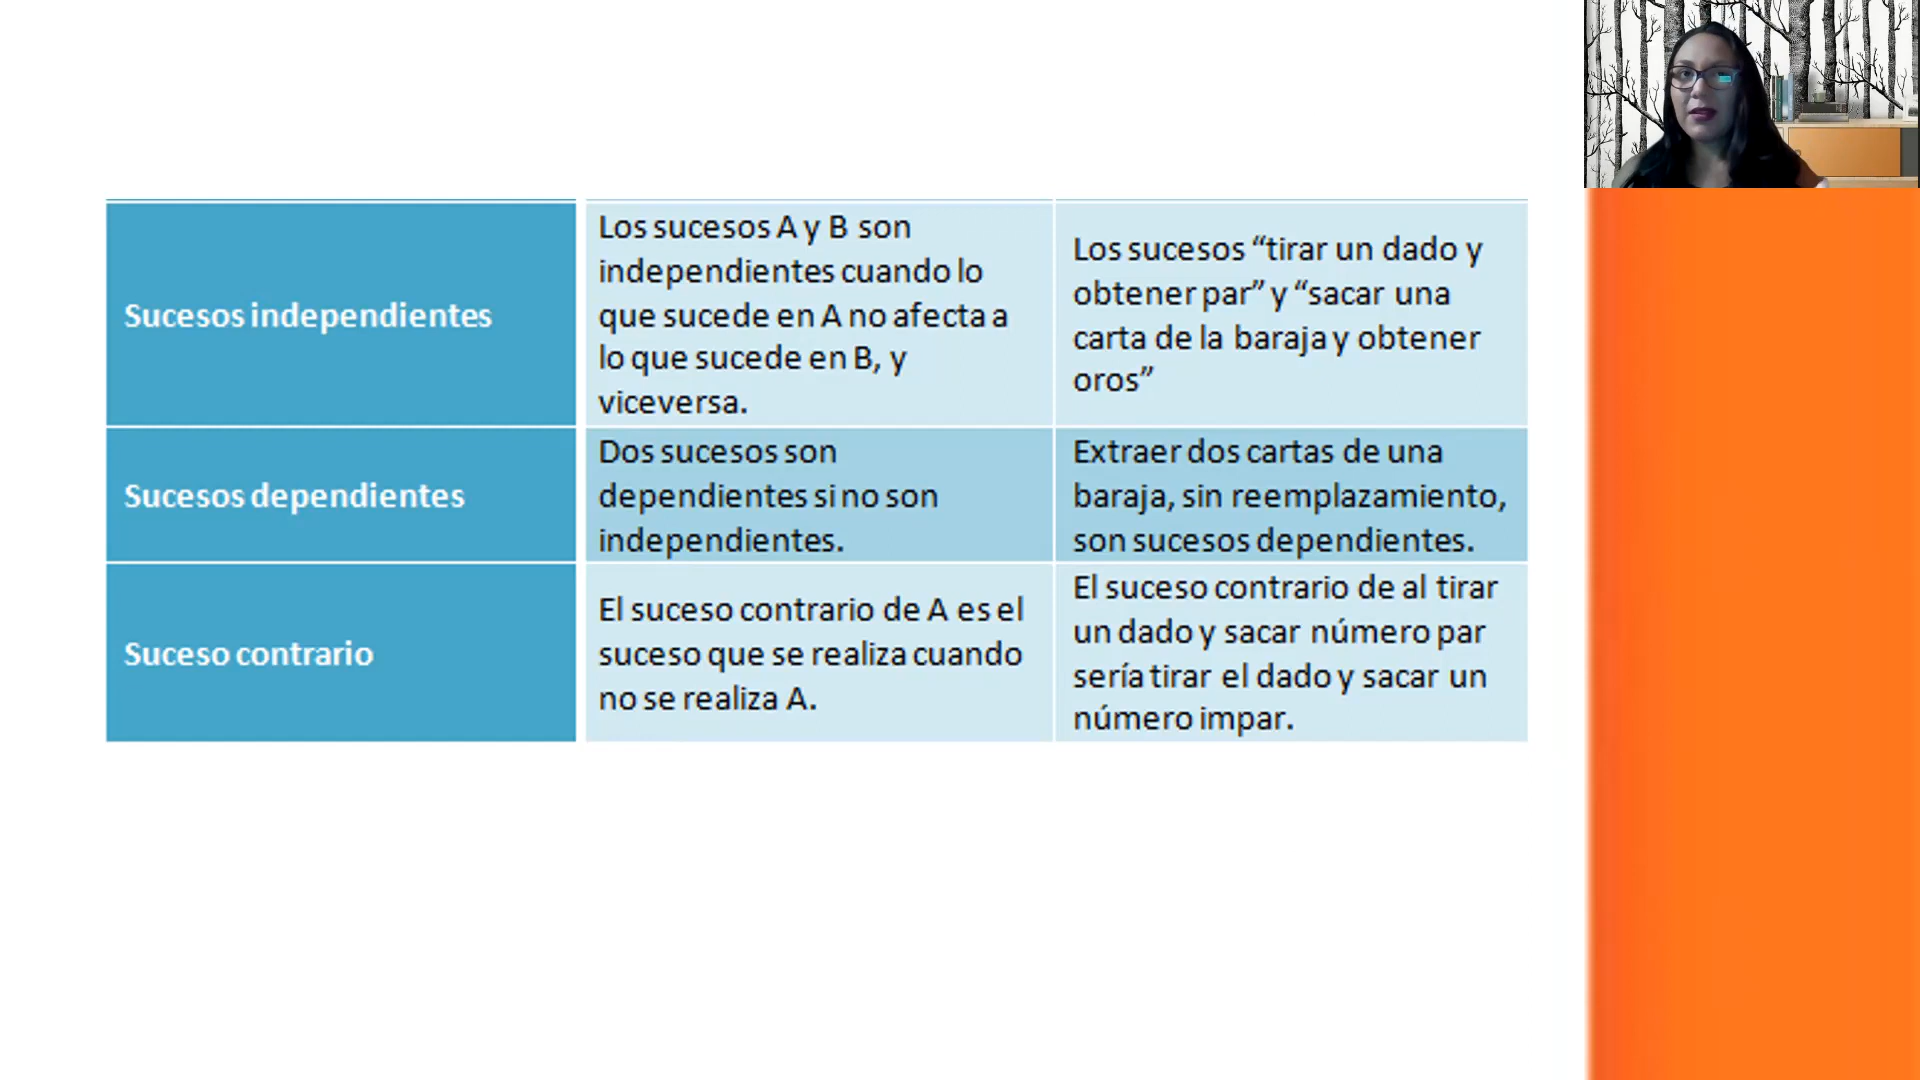 Sucesos independientes
Los sucesos A y B son
independientes cuando lo
que sucede en A no afecta a
lo que sucede en B, y
viceversa.
Los sucesos “tirar un dado y
obtener par” y “sacar una
carta de la baraja y obtener
oros”
Sucesos dependientes
Dos sucesos son
dependientes si no son
independientes.
Extraer dos cartas de una
baraja, sin reemplazamiento,
son sucesos dependientes.
Suceso contrario
El suceso contrario de A es el
suceso que se realiza cuando
no se realiza A.
El suceso contrario de al tirar
un dado y sacar número par
sería tirar el dado y sacar un
número impar.